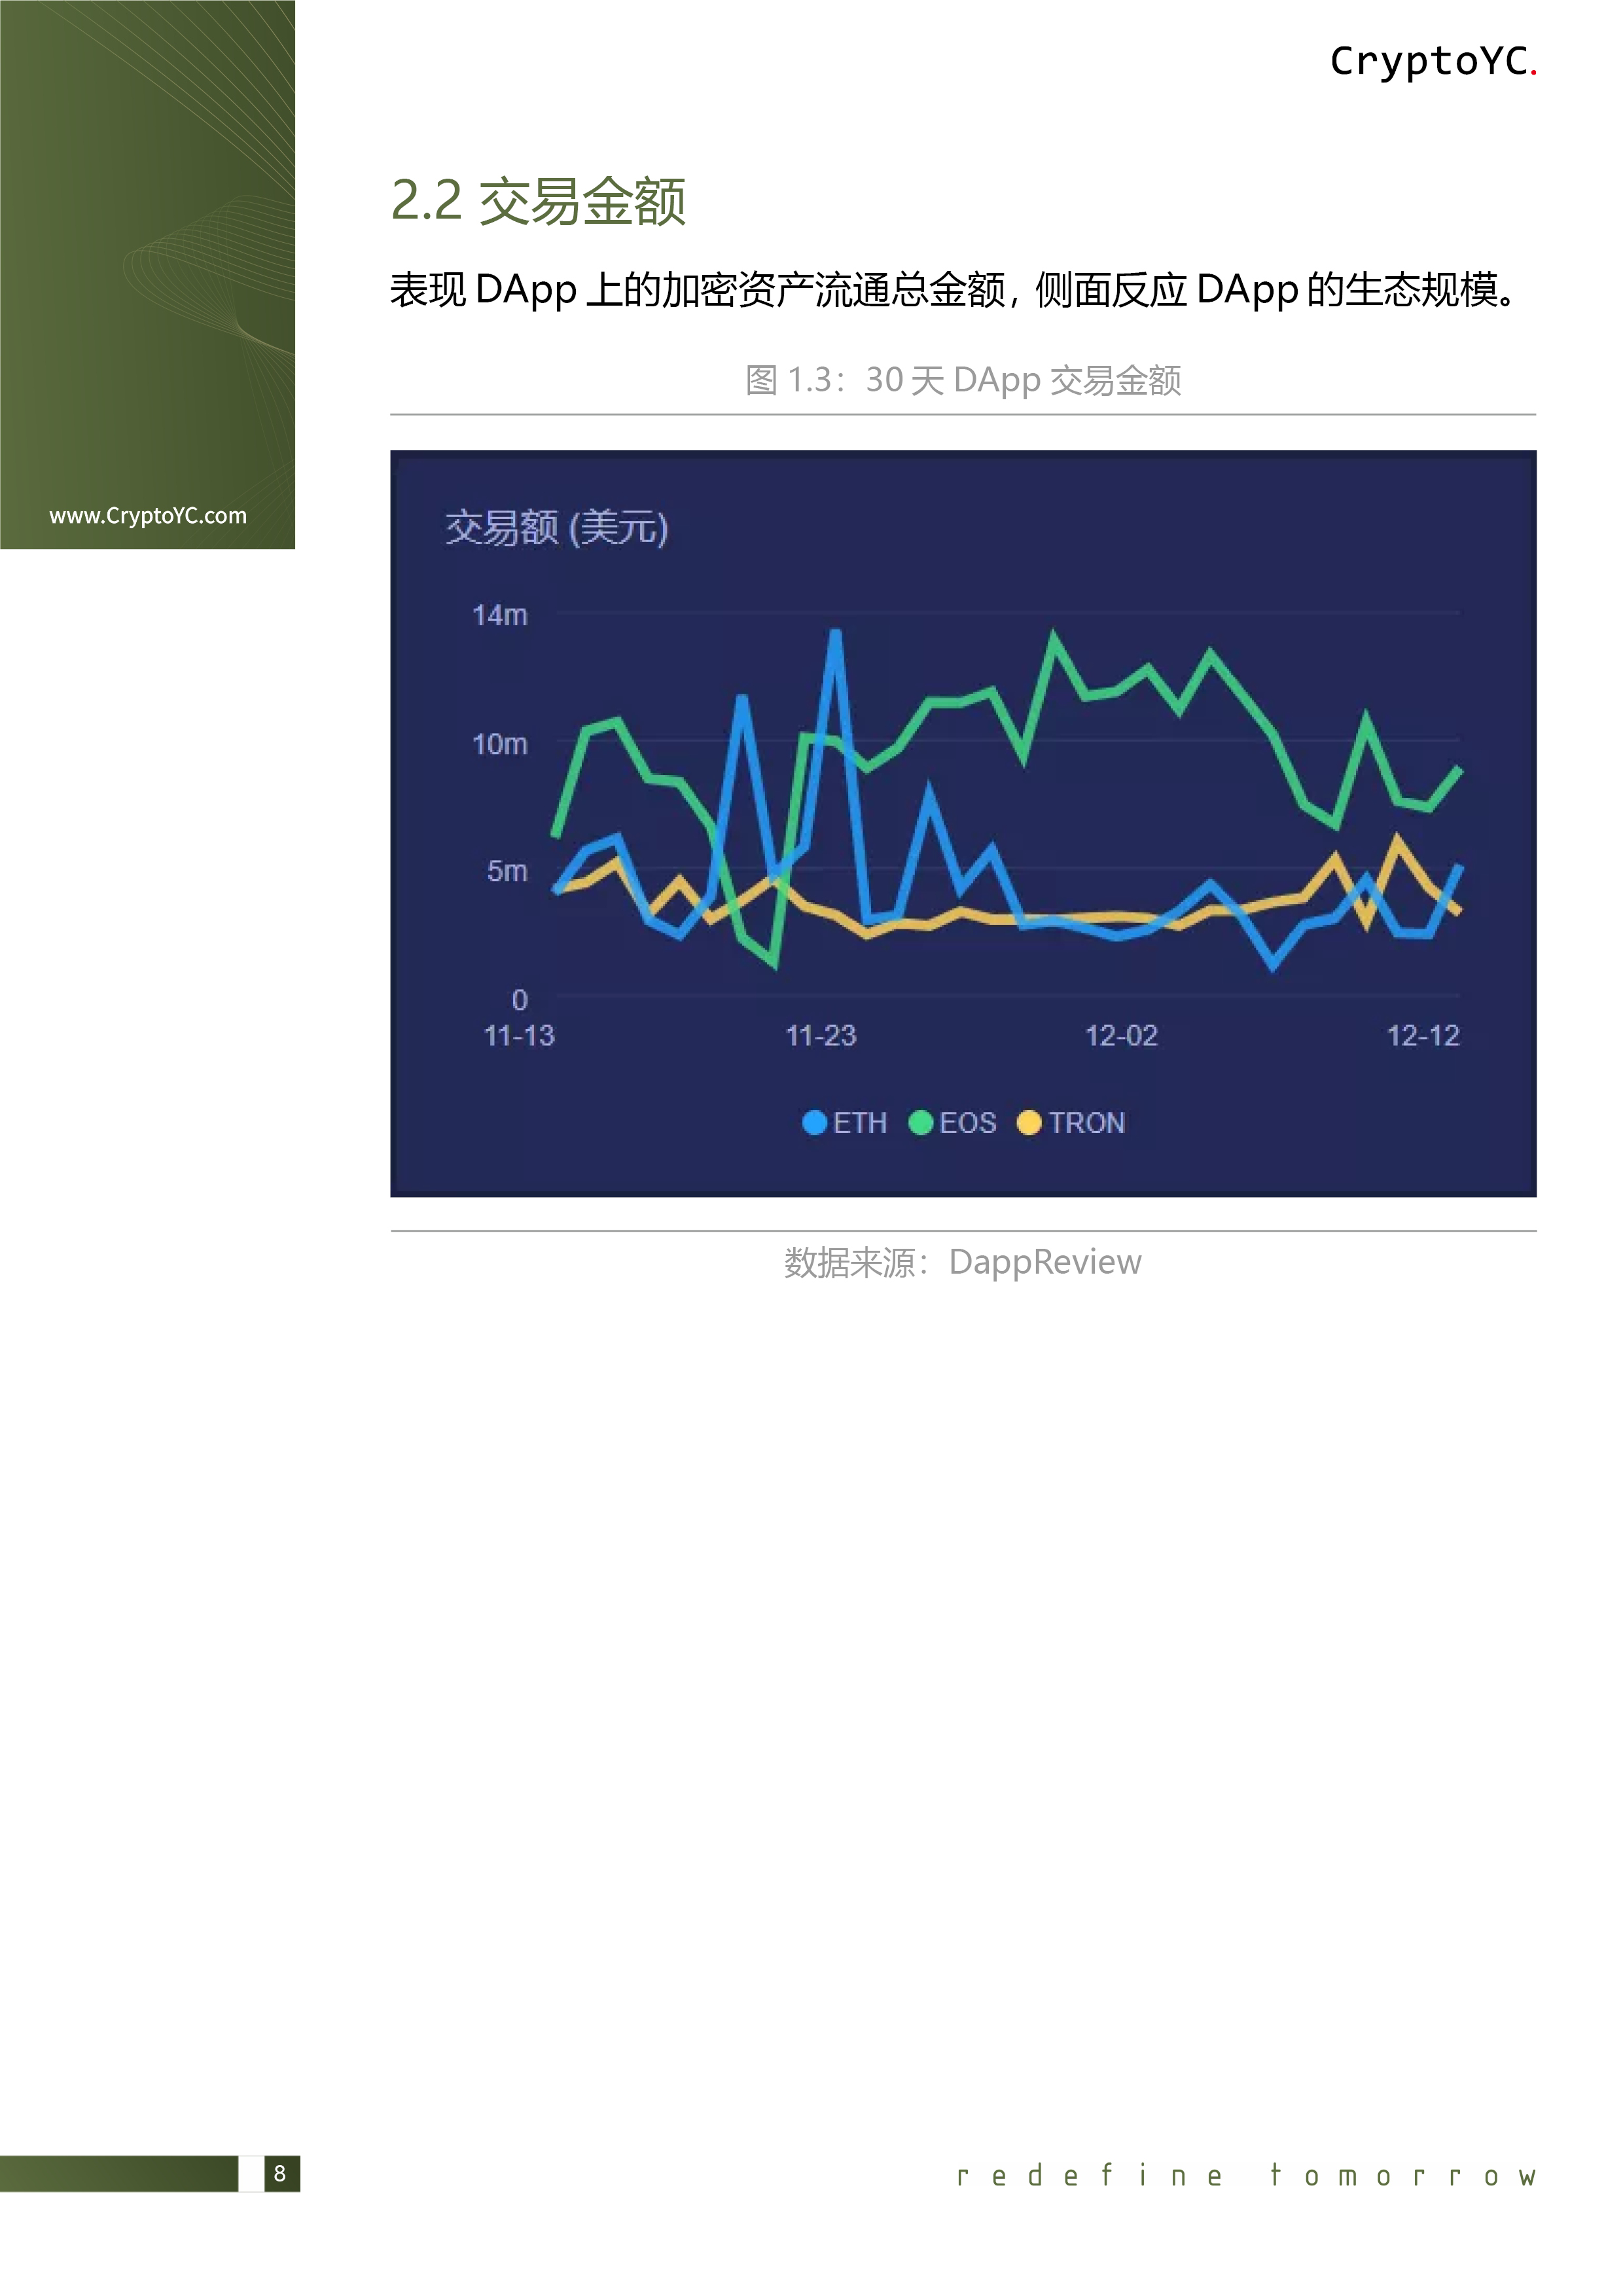 CryptoYC.
www.CryptoYC.com
2.2 交易金额
表现 DApp 上的加密资产流通总金额，侧面反应 DApp 的生态规模。
图 1.3：30 天 DApp 交易金额
交易额 (美元)
14m
10m
5m
0
11-13 11-23 12-02 12-12
ETH EOS TRON
数据来源：DappReview
8
redefine tomorrow